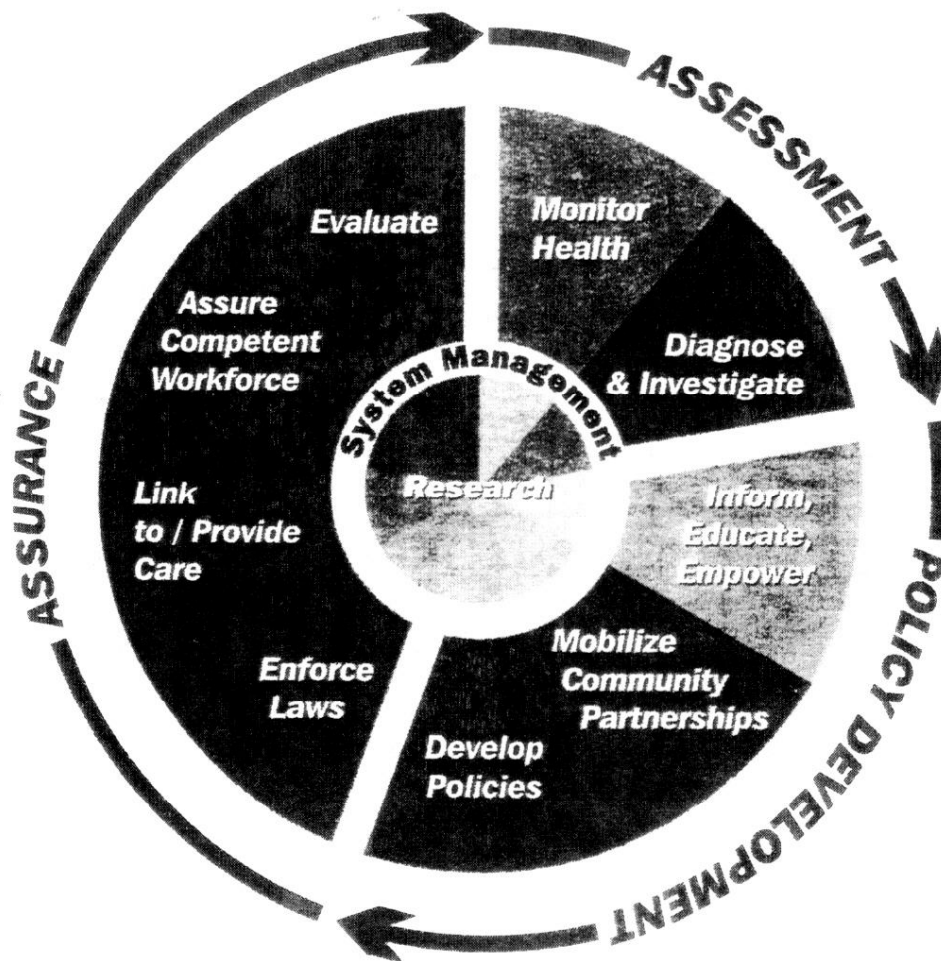 ASSESSMENT
Monitor
Health
Diagnose
& Investigate
POLICY DEVELOPMENT
Inform,
Educate,
Empower
Mobilize
Community
Partnerships
Develop
Policies
ASSURANCE
Enforce
Laws
Link
to / Provide
Care
Assure
Competent
Workforce
Evaluate
System Management
Research